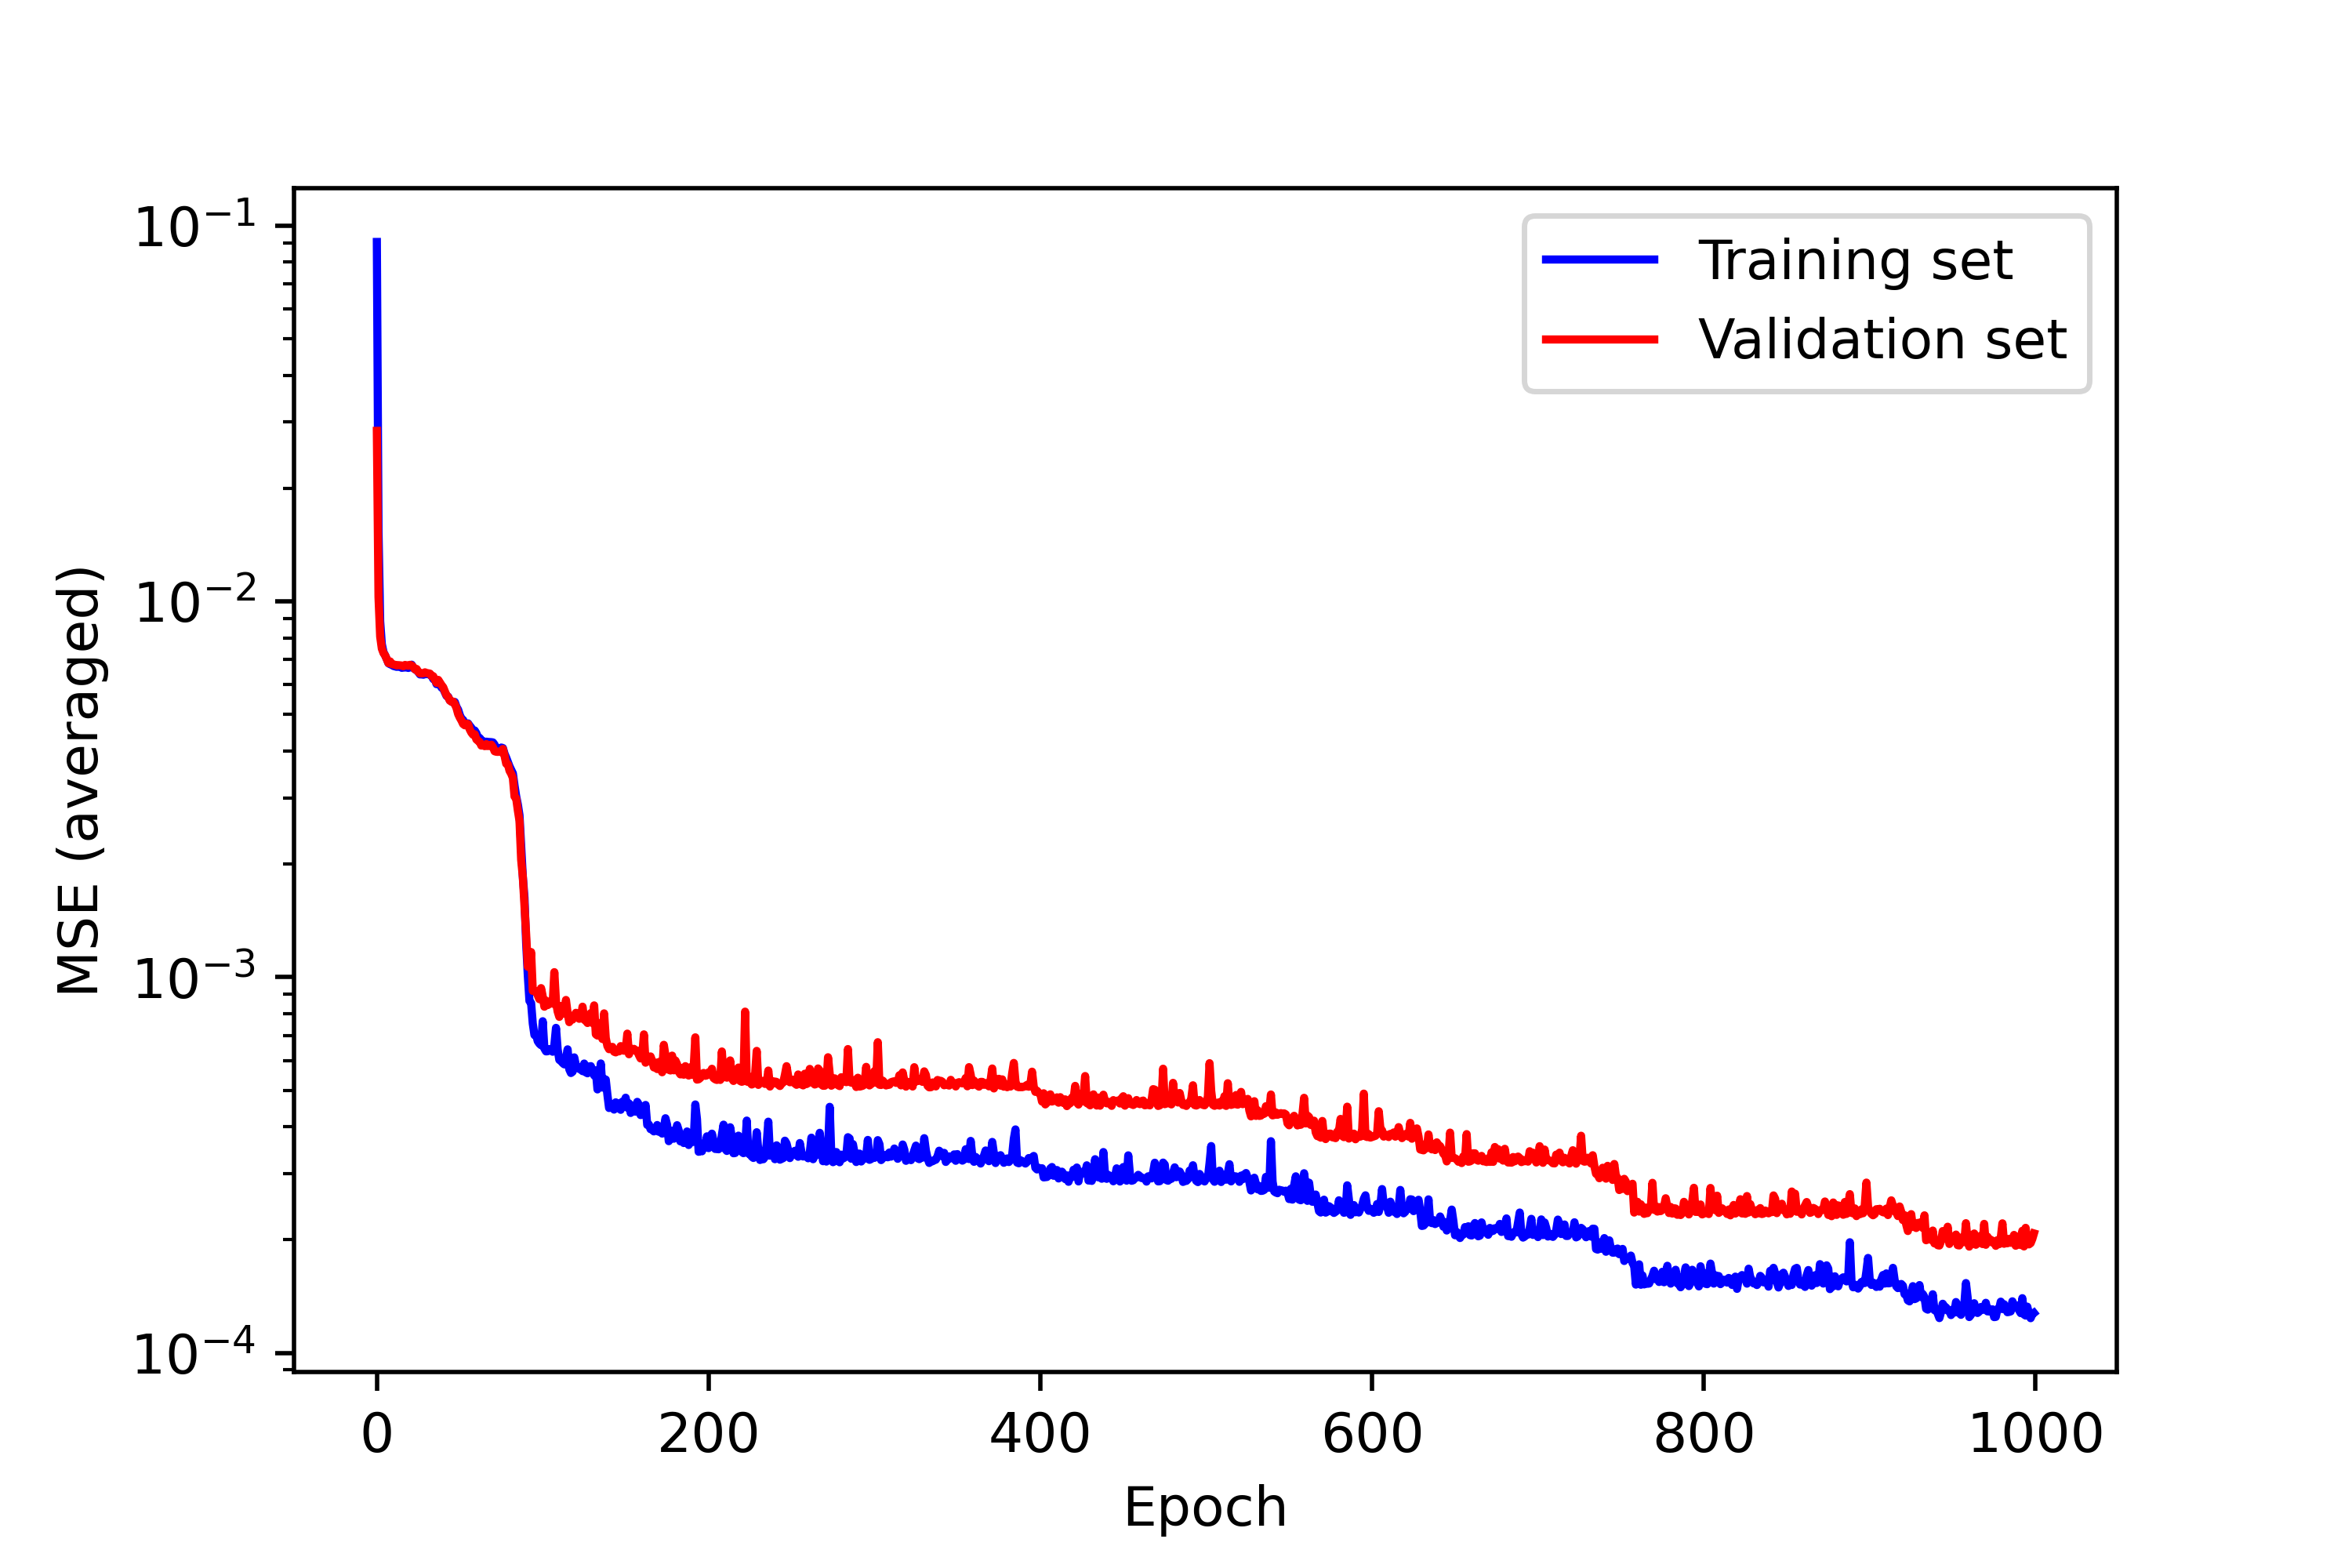 10⁻¹
10⁻²
10⁻³
10⁻⁴
MSE (averaged)
Training set
Validation set
0 200 400 600 800 1000
Epoch